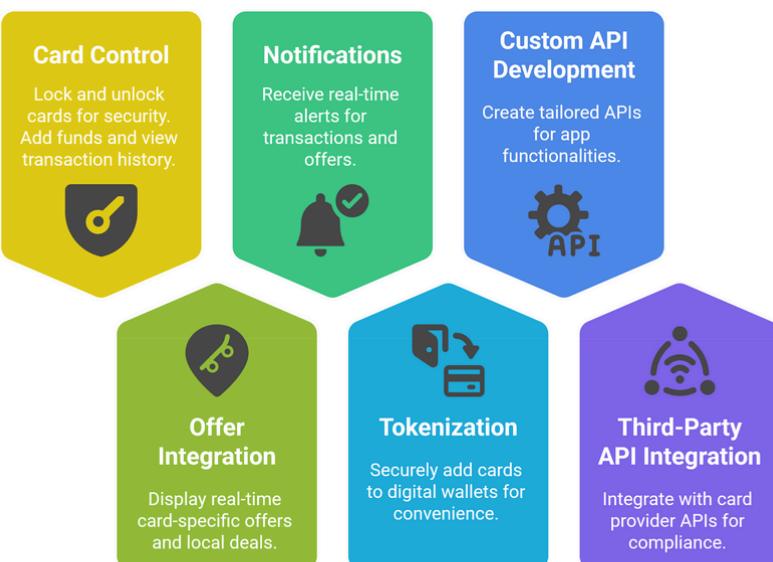 Card Control
Lock and unlock
cards for security.
Add funds and view
transaction history.
Notifications
Receive real-time
alerts for
transactions and
offers.
Custom API
Development
Create tailored APIs
for app
functionalities.
API
Offer
Integration
Display real-time
card-specific offers
and local deals.
Tokenization
Securely add cards
to digital wallets for
convenience.
Third-Party
API Integration
Integrate with card
provider APIs for
compliance.